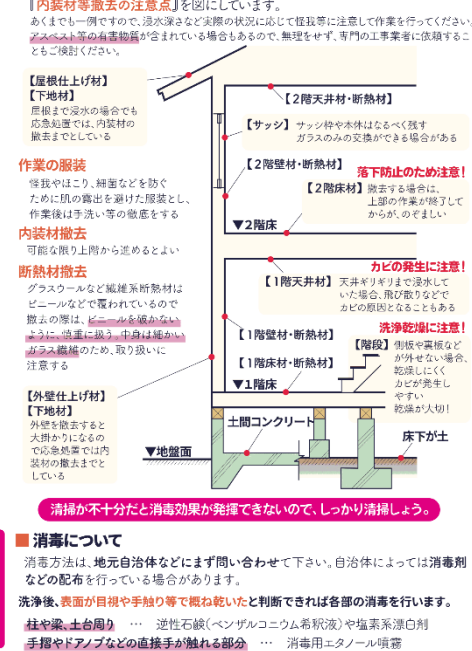 『内装材等撤去の注意点』を図にしています。
あくまでも一例ですので、浸水深さなど実際の状況に応じて怪我等に注意して作業を行ってください。
アスベスト等の有害物質が含まれている場合もあるので、無理をせず、専門の工事業者に依頼するこ
ともご検討ください。
【屋根仕上げ材】
【下地材】
屋根まで浸水の場合でも
応急処置では、内装材の
撤去までとしている
【2階天井材・断熱材】
【サッシ】 サッシ枠や本体はなるべく残す
ガラスのみの交換ができる場合がある
作業の服装
怪我やほこり、細菌などを防ぐ
ために肌の露出を避けた服装とし、
作業後は手洗い等の徹底をする
【2階壁材・断熱材】
落下防止のため注意!
【2階床材】 撤去する場合は、
上部の作業が終了して
からが、のぞましい
▼2階床
内装材撤去
可能な限り上階から進めるとよい
断熱材撤去
グラスウールなど繊維系断熱材は
ビニールなどで覆われているので
撤去の際は、ビニールを破かない
ように、慎重に扱う。中身は細かい
ガラス繊維のため、取り扱いに
注意する
カビの発生に注意!
【1階天井材】 天井ギリギリまで浸水して
いた場合、飛び散りなどで
カビの原因となることもある
洗浄乾燥に注意!
【1階壁材・断熱材】
【階段】 側板や裏板など
が外せない場合、
乾燥しにくく
カビが発生し
やすい
乾燥が大切!
【1階床材・断熱材】
▼1階床
【外壁仕上げ材】
【下地材】
外壁を撤去すると
大掛かりになるの
で応急処置では内
装材の撤去までと
している
土間コンクリート
▼地盤面
床下が土
清掃が不十分だと消毒効果が発揮できないので、しっかり清掃しよう。
■ 消毒について
消毒方法は、地元自治体などにまず問い合わせて下さい。自治体によっては消毒剤
などの配布を行っている場合があります。
洗浄後、表面が目視や手触り等で概ね乾いたと判断できれば各部の消毒を行います。
柱や梁、土台周り … 逆性石鹸(ベンザルコニウム希釈液)や塩素系漂白剤
手摺やドアノブなどの直接手が触れる部分 … 消毒用エタノール噴霧